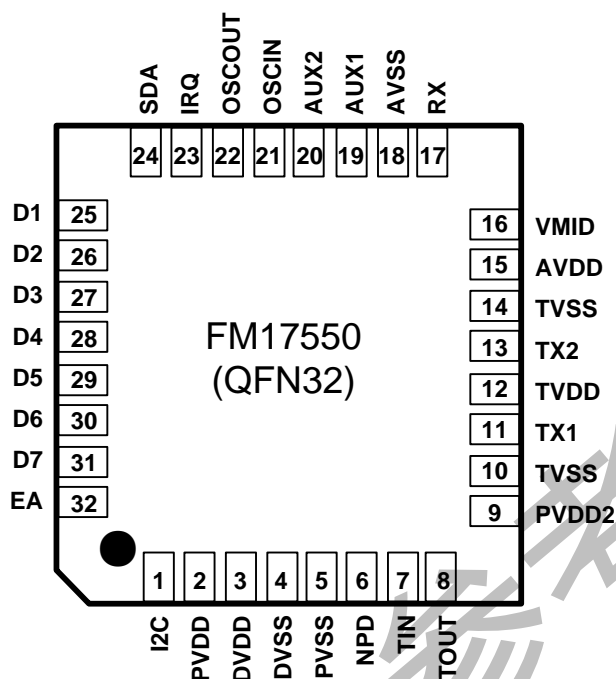 SDA
IRQ
OSCOUT
OSCIN
AUX2
AUX1
AVSS
RX
24
23
22
21
20
19
18
17
D1
25
D2
26
D3
27
D4
28
D5
29
D6
30
D7
31
EA
32
FM17550
(QFN32)
16
VMID
15
AVDD
14
TVSS
13
TX2
12
TVDD
11
TX1
10
TVSS
9
PVDD2
1
2
3
4
5
6
7
8
I2C
PVDD
DVDD
DVSS
PVSS
NPD
TIN
TOUT
参考